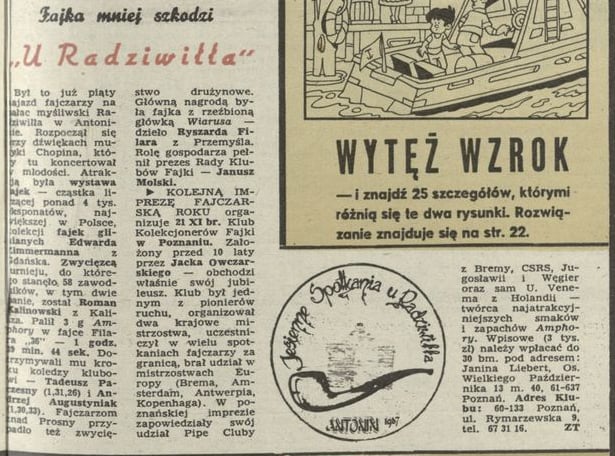 Fajka mniej szkodzi
„U Radziwiłła"
Był to już piąty
zjazd fajczarzy na
pałac myśliwski Ra-
dziwiłła w Antoni-
nie. Rozpoczął się
przy dźwiękach mu-
zyki Chopina, któ-
ry tu koncertował
w młodości. Atrak-
cją była wystawa
fajek — cząstka li-
czącej ponad 4 tys.
eksponatów, naj-
większej w Polsce,
kolekcji fajek gli-
nianych Edwarda
Zimmermanna z
Gdańska. Zwycięzcą
turnieju, do które-
go stanęło 58 zawod-
ników, w tym dwie
panie, został Roman
Kalinowski z Kali-
sza. Palił 3 g Am-
phory w fajce Fila-
ra „36" — 1 godz.
min. 44 sek. Do-
trzymywali mu kro-
ku koledzy klubo-
wi — Tadeusz Pa-
(1,31,26) i An-
drzej Augustyniak
(1,30,33). Fajczarzom
znad Prosny przy-
padło też zwycię-
stwo drużynowe.
Główną nagrodą by-
ła fajka z rzeźbioną
główką Wiarusa —
dzieło Ryszarda Fi-
lara z Przemyśla.
Rolę gospodarza peł-
nił prezes Rady Klu-
bów Fajki — Janusz
Molski.
► KOLEJNĄ IM-
PREZĘ FAJCZAR-
SKĄ ROKU orga-
nizuje 21 XI br. Klub
Kolekcjonerów Fajki
w Poznaniu. Zało-
żony przed 10 laty
przez Jacka Owczar-
skiego — obchodzi
właśnie swój jubi-
leusz. Klub był jed-
nym z pionierów
ruchu, organizował
dwa krajowe mi-
strzostwa, uczestni-
czył w wielu spot-
kaniach fajczarzy za
granicą, brał udział w
mistrzostwach Eu-
ropy (Brema, Am-
sterdam, Antwerpia,
Kopenhaga). W po-
znańskiej imprezie
zapowiedziały swój
udział Pipe Cluby
WYTĘŻ WZROK
— i znajdź 25 szczegółów, którymi
różnią się te dwa rysunki. Rozwią-
zanie znajduje się na str. 22.
Jesienne Spotkania u Radziwiłła
ANTONIN 1987
z Bremy, CSRS, Ju-
gosławii i Węgier
oraz sam U. Vene-
ma z Holandii —
twórca najatrakcyj-
niejszych smaków
i zapachów Ampho-
ry. Wpisowe (3 tys.
zł) należy wpłacać do
30 bm. pod adresem:
Janina Liebert, Os.
Wielkiego Paździer-
nika 13 m. 40, 61-637
Poznań. Adres Klu-
bu: 60-133 Poznań,
ul. Rymarzewska 9,
tel. 67 31 16. ZT